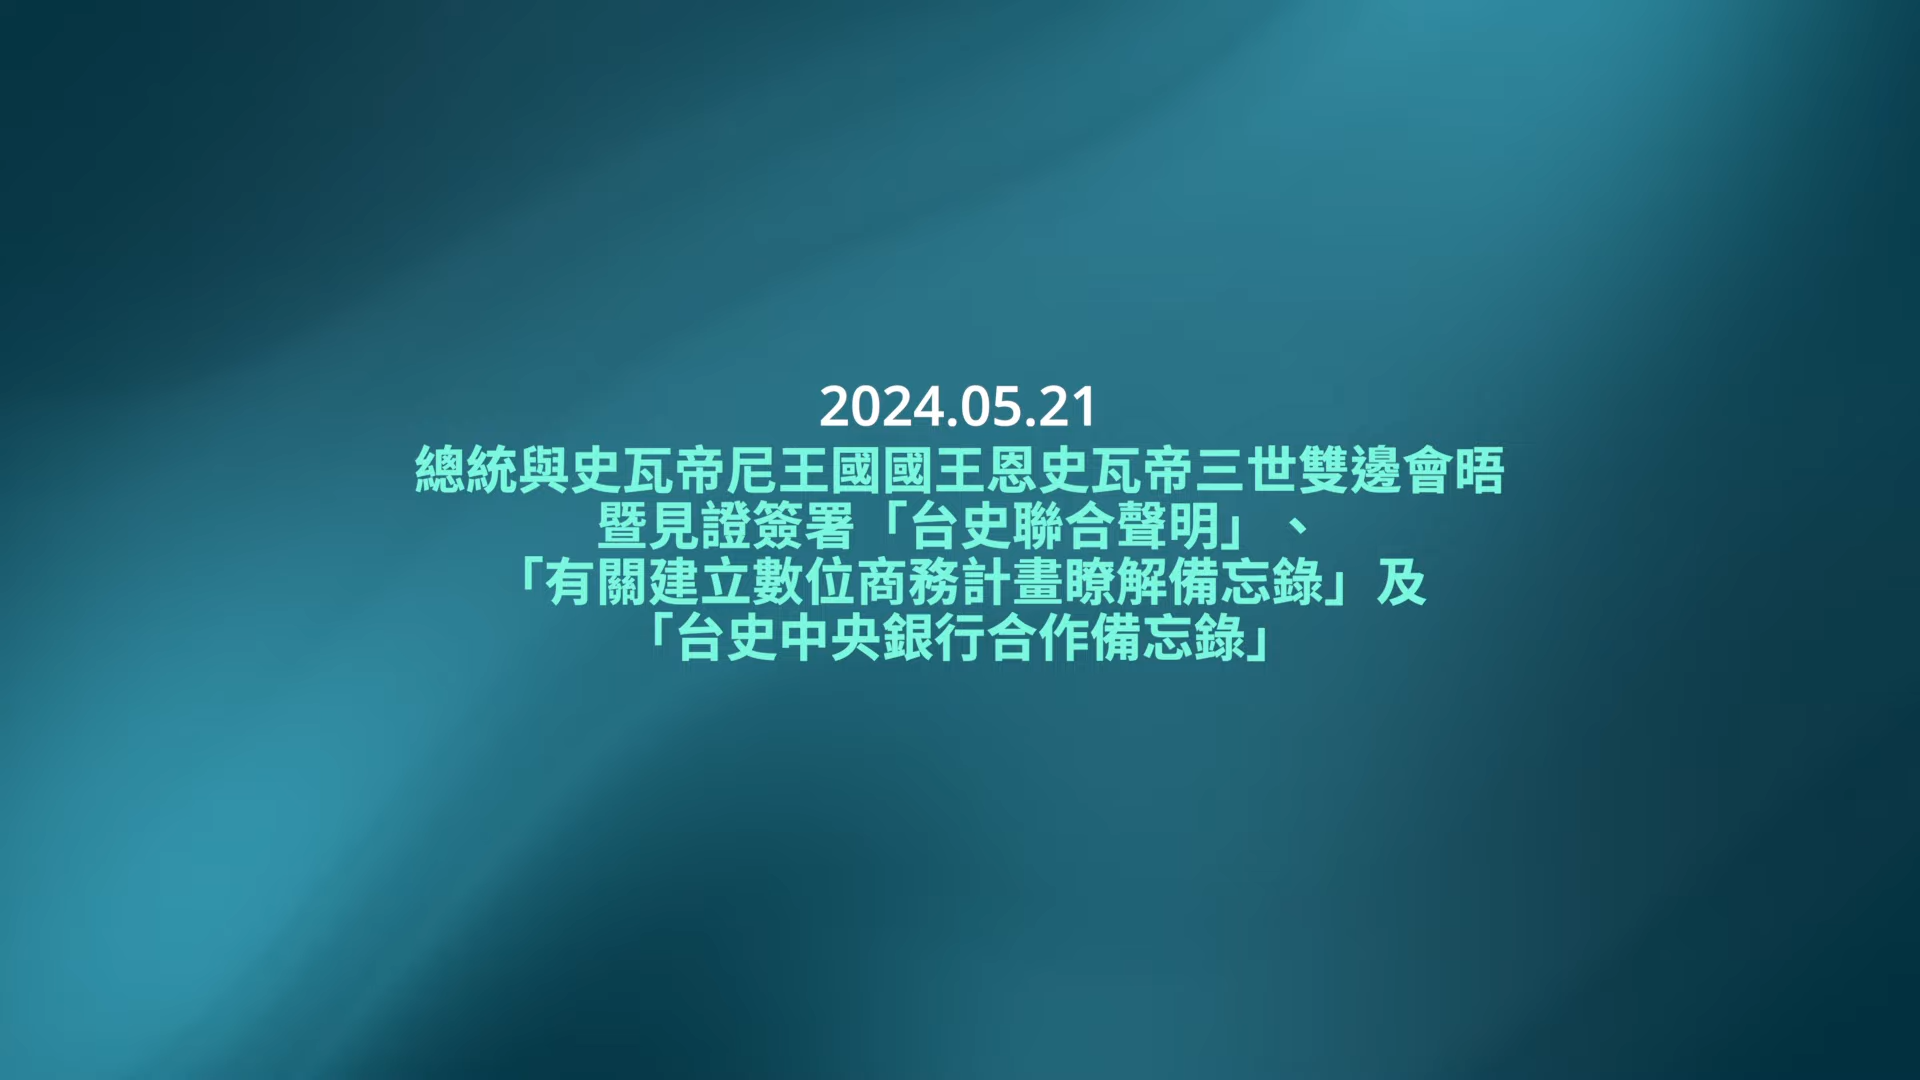 2024.05.21
總統與史瓦帝尼王國國王恩史瓦帝三世雙邊會晤
暨見證簽署「台史聯合聲明」、
「有關建立數位商務計畫瞭解備忘錄」及
「台史中央銀行合作備忘錄」